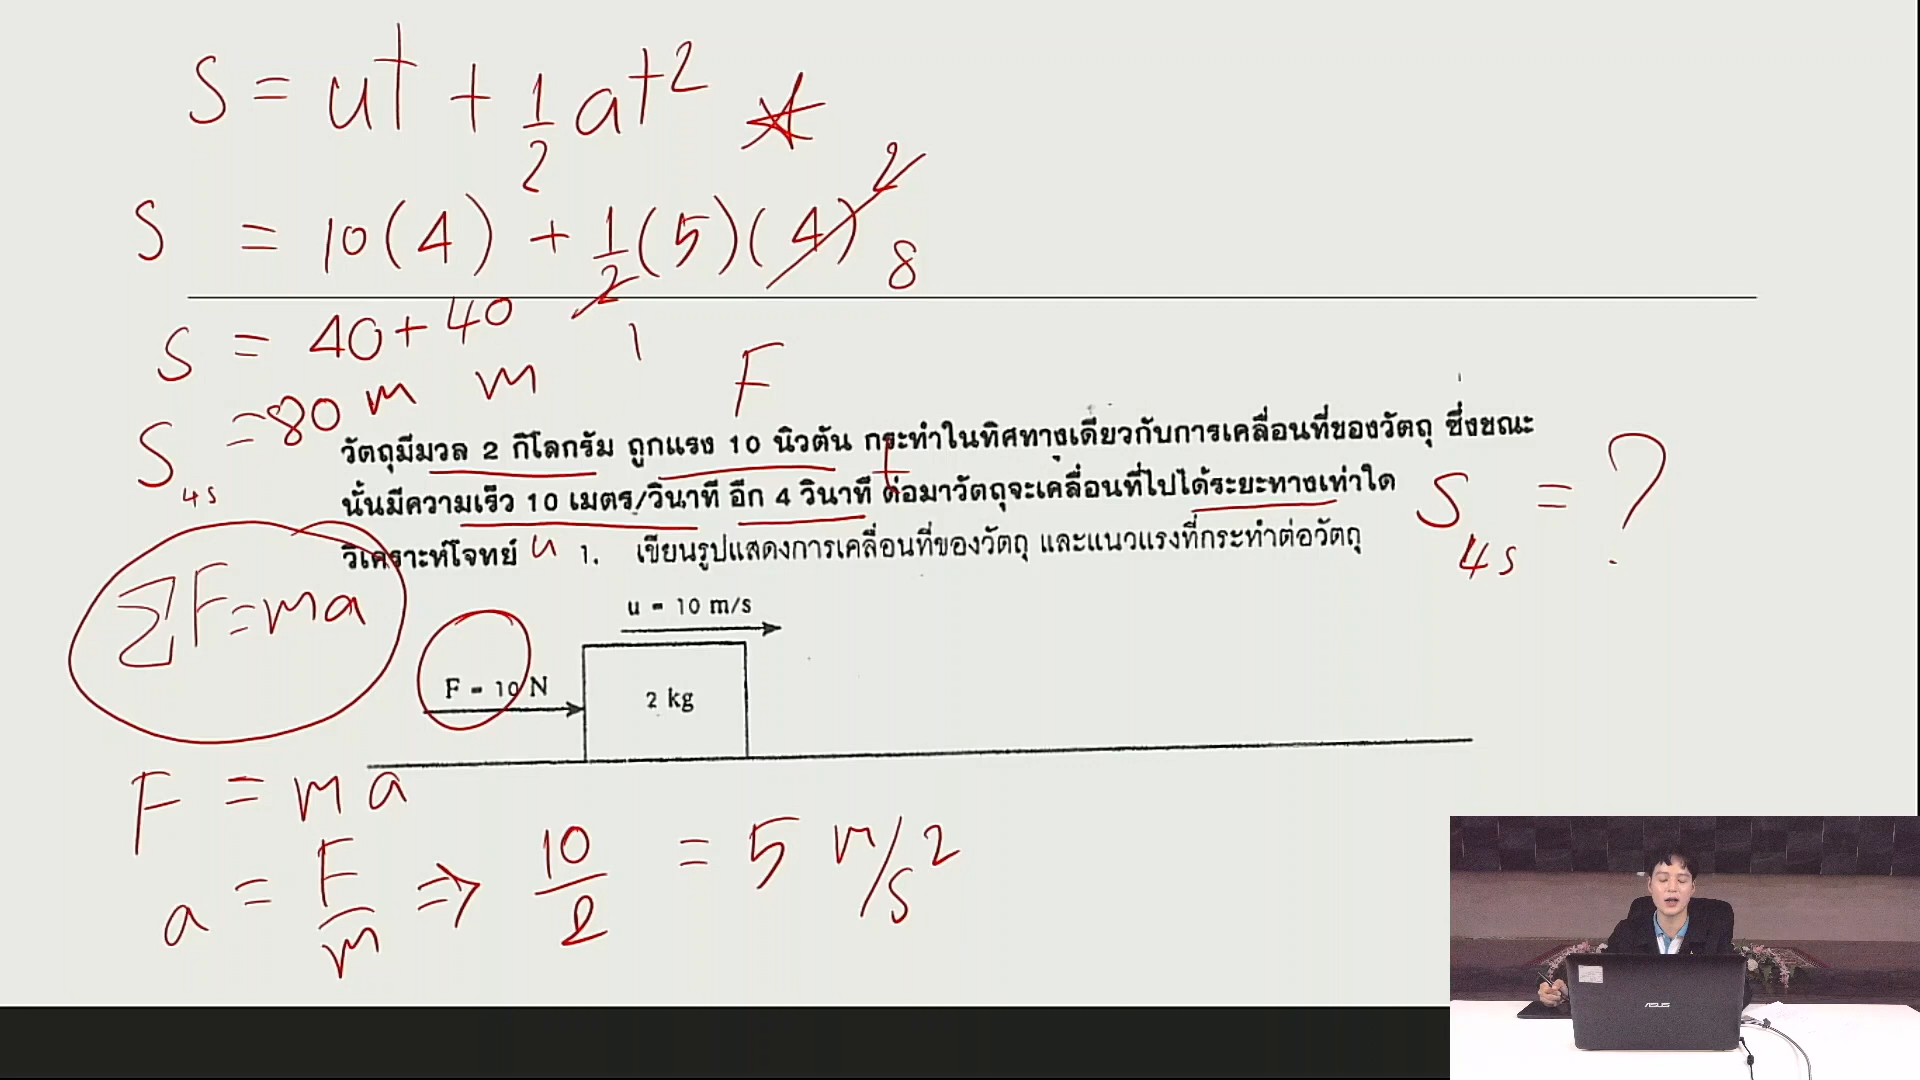 S = ut + 1/2 at²
S = 10(4) + 1/2 (5)(4)² 8
1
S = 40 + 40
m
F
S 4s = 80 m
วัตถุมีมวล 2 กิโลกรัม ถูกแรง 10 นิวตัน กระทำในทิศทางเดียวกับการเคลื่อนที่ของวัตถุ ซึ่งขณะ
t
นั้นมีความเร็ว 10 เมตร/วินาที อีก 4 วินาที ต่อมาวัตถุจะเคลื่อนที่ไปได้ระยะทางเท่าใด
S 4s = ?
วิเคราะห์โจทย์ u 1. เขียนรูปแสดงการเคลื่อนที่ของวัตถุ และแนวแรงที่กระทำต่อวัตถุ
ΣF = ma
u = 10 m/s
F = 10 N
2 kg
F = ma
a = F/m ⇒ 10/2 = 5 m/s²
ASUS